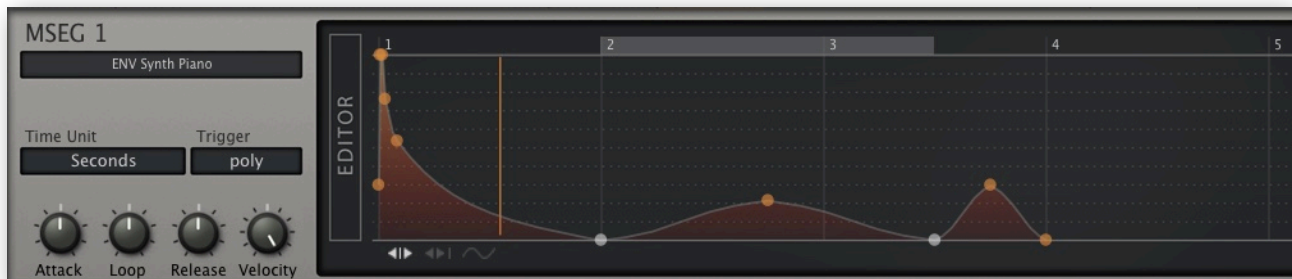 MSEG 1
ENV Synth Piano
Time Unit
Trigger
Seconds
poly
Attack
Loop
Release
Velocity
EDITOR
1
2
3
4
5